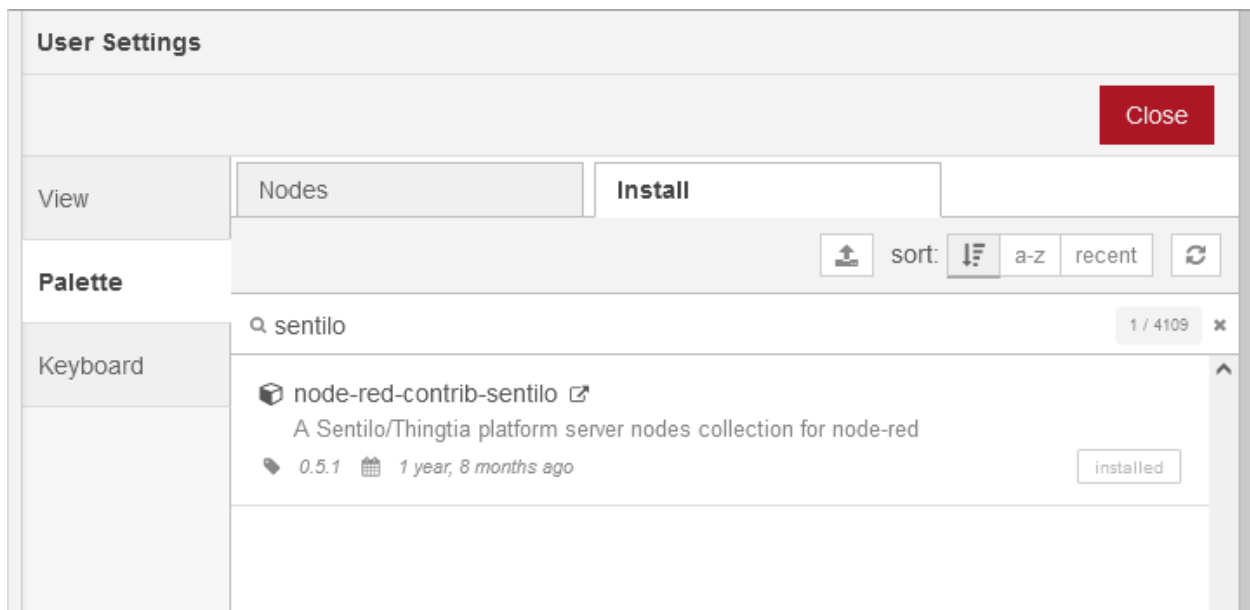 User Settings
Close
View
Nodes
Install
sort:
a-z
recent
Palette
sentilo
1 / 4109
Keyboard
node-red-contrib-sentilo
A Sentilo/Thingtia platform server nodes collection for node-red
0.5.1
1 year, 8 months ago
installed